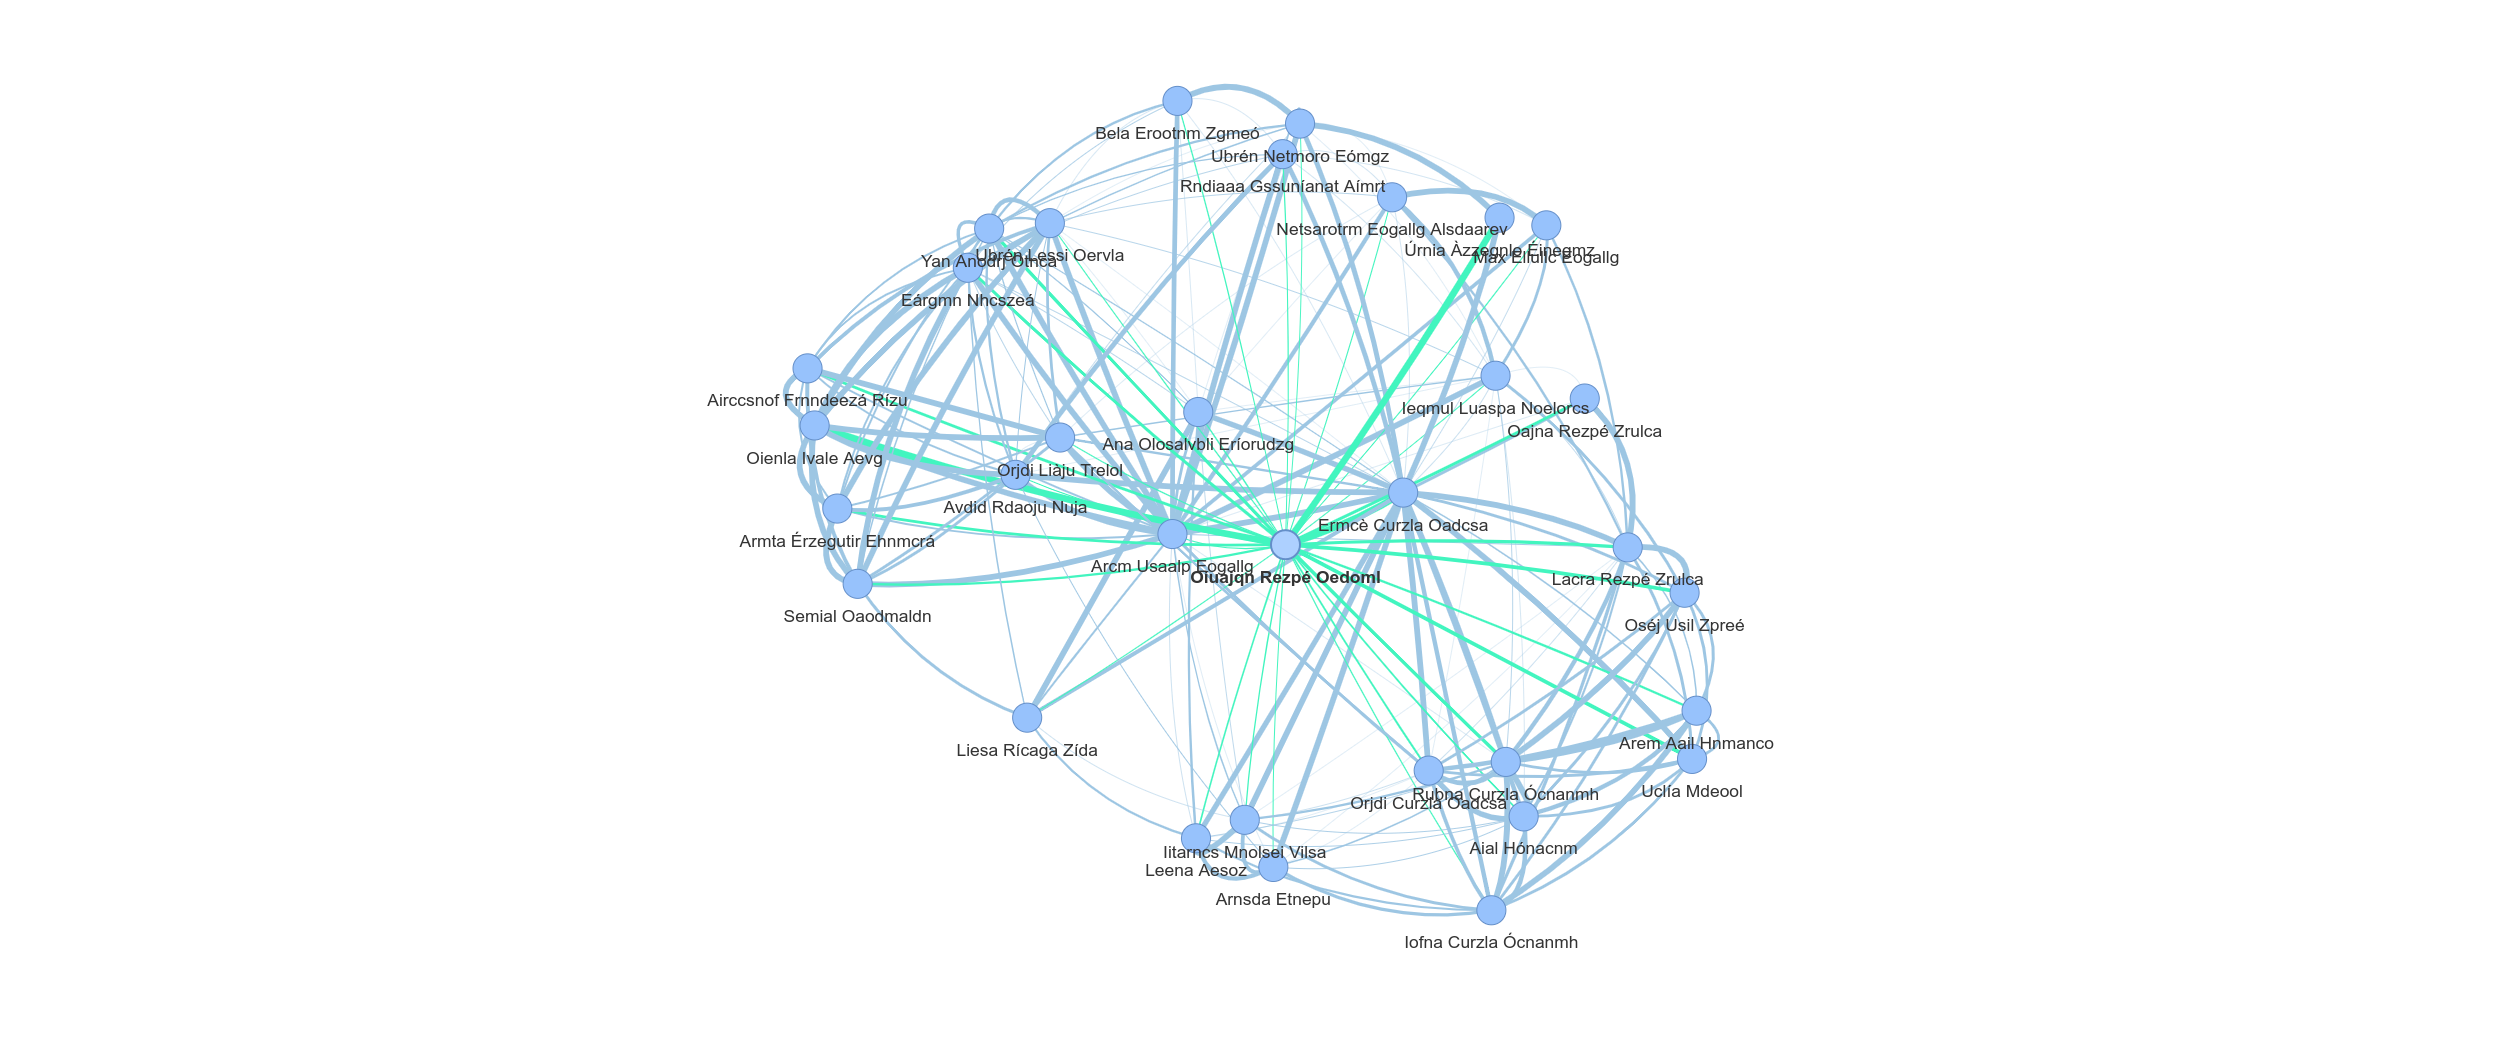 Bela Erootnm Zgmeó
Ubrén Netmoro Eómgz
Rndiaaa Gssuníanat Aímrt
Netsarotrm Eogallg Alsdaarev
Úrnia Àzzegnle Éinegmz
Max Ellulic Eogallg
Ubrén Lessi Oervla
Yan Anodrj Othca
Eárgmn Nhcszeá
Airccsnof Frnndeezá Rízu
Ieqmul Luaspa Noelorcs
Oajna Rezpé Zrulca
Ana Olosalvbli Eríorudzg
Oienla Ivale Aevg
Orjdi Liàju Trelol
Avdid Rdaoju Nuja
Ermcè Curzla Oadcsa
Armta Érzegutir Ehnmcrá
Arcm Usaalp Eogallg
Oiuajqn Rezpé Oedoml
Lacra Rezpé Zrulca
Semial Oaodmaldn
Oséj Usil Zpreé
Arem Aail Hnmanco
Liesa Rícaga Zída
Uclía Mdeool
Rubna Curzla Ócnanmh
Orjdi Curzla Oadcsa
Aial Hónacnm
Iitarncs Mnolsei Vilsa
Leena Aesoz
Arnsda Etnepu
Iofna Curzla Ócnanmh